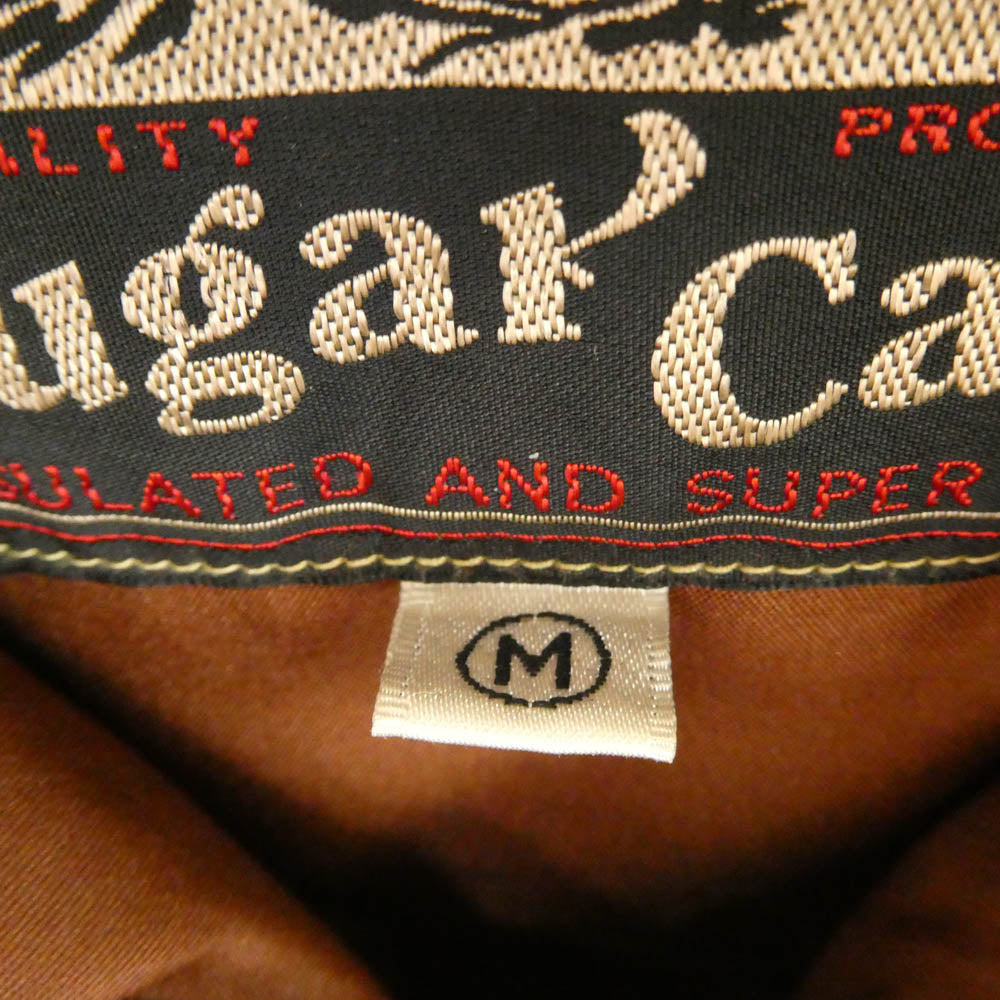 ALITY PRO
ugar Ca
SULATED AND SUPER
M